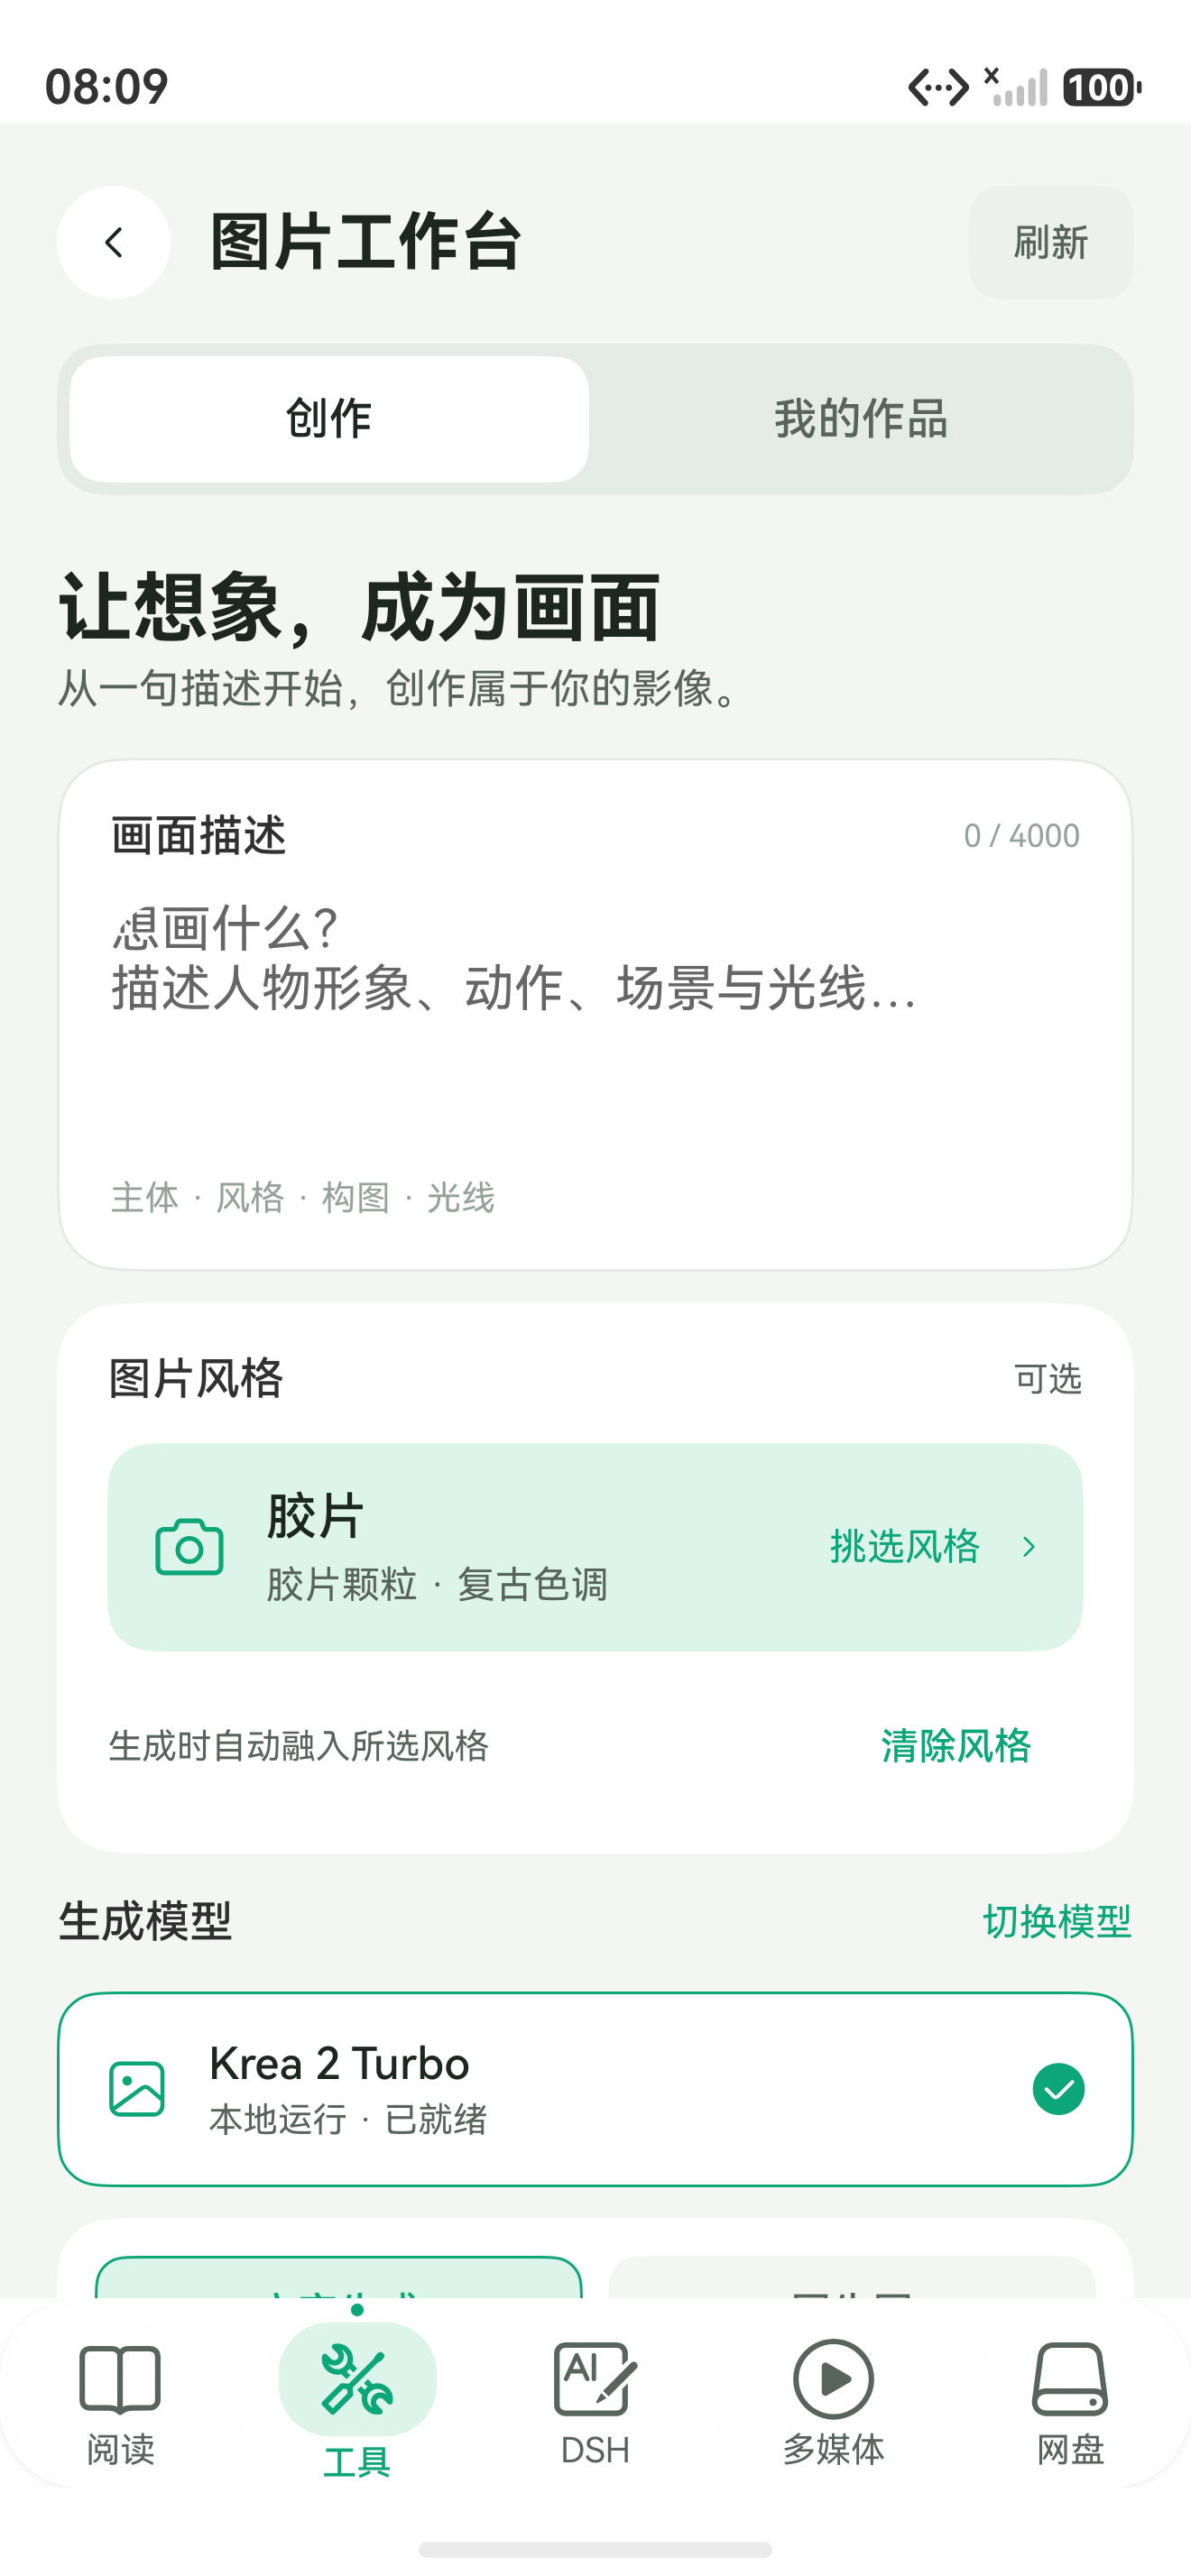 08:09
100
图片工作台
刷新
创作
我的作品
让想象，成为画面
从一句描述开始，创作属于你的影像。
画面描述
0 / 4000
想画什么？
描述人物形象、动作、场景与光线...
主体 · 风格 · 构图 · 光线
图片风格
可选
胶片
胶片颗粒 · 复古色调
挑选风格
生成时自动融入所选风格
清除风格
生成模型
切换模型
Krea 2 Turbo
本地运行 · 已就绪
阅读
工具
AI
DSH
多媒体
网盘